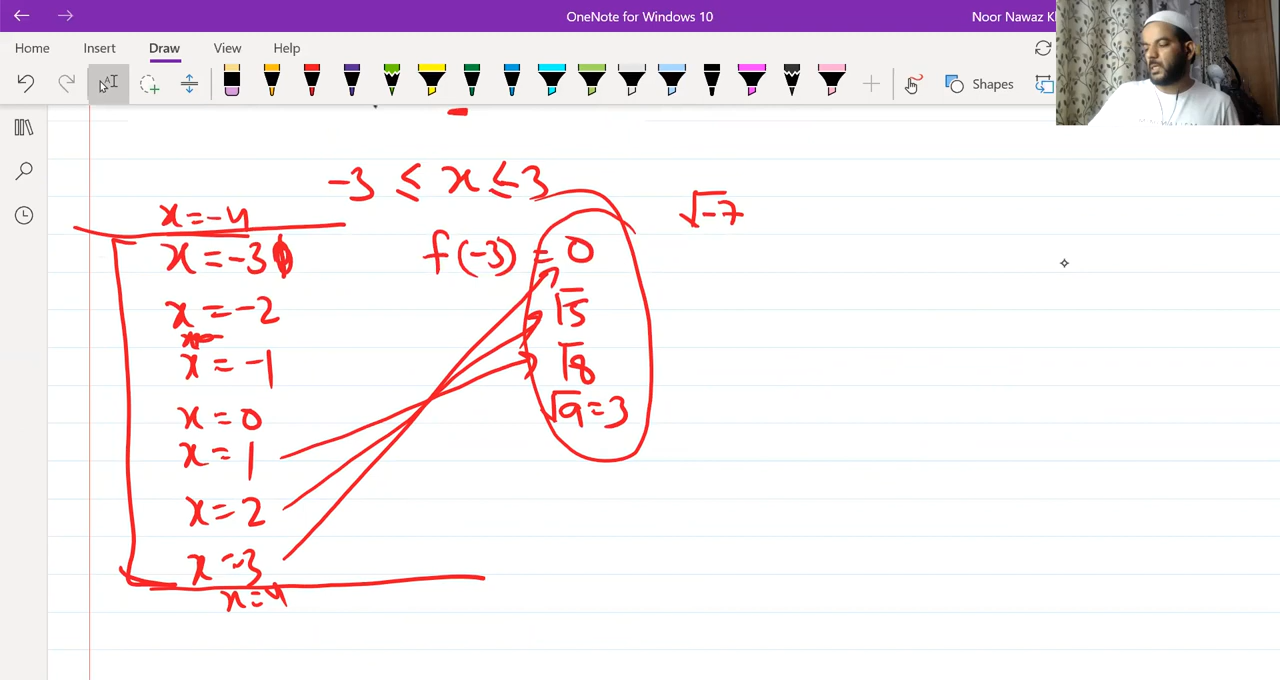 OneNote for Windows 10
Noor Nawaz
Home Insert Draw View Help
Shapes
-3 ≤ x ≤ 3
√-7
x = -4
x = -3
f(-3) = 0
x = -2
√5
x = -1
√8
x = 0
√9 = 3
x = 1
x = 2
x = 3
x = 4